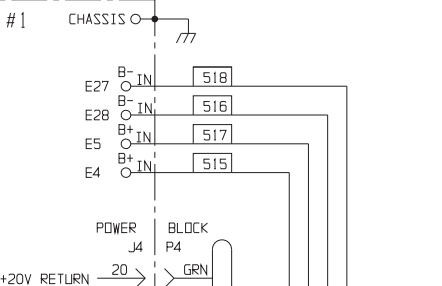 #1 CHASSIS
B- IN 518
E27
B- IN 516
E28
B+ IN 517
E5
B+ IN 515
E4
POWER BLOCK
J4 P4
+20V RETURN 20 GRN